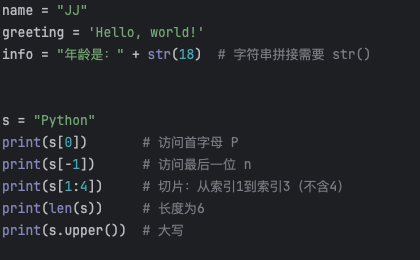 name = "JJ"
greeting = 'Hello, world!'
info = "年龄是：" + str(18)  # 字符串拼接需要 str()
s = "Python"
print(s[0])       # 访问首字母 P
print(s[-1])      # 访问最后一位 n
print(s[1:4])     # 切片：从索引1到索引3（不含4）
print(len(s))     # 长度为6
print(s.upper())  # 大写